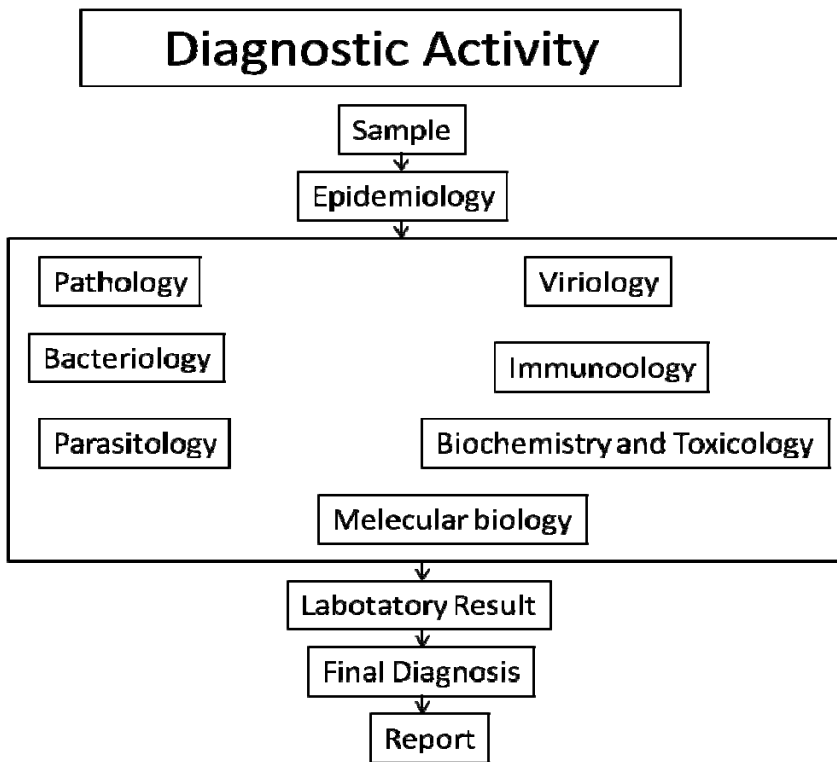 Diagnostic Activity
Sample
Epidemiology
Pathology
Viriology
Bacteriology
Immunoology
Parasitology
Biochemistry and Toxicology
Melecular biology
Labotatory Result
Final Diagnosis
Report